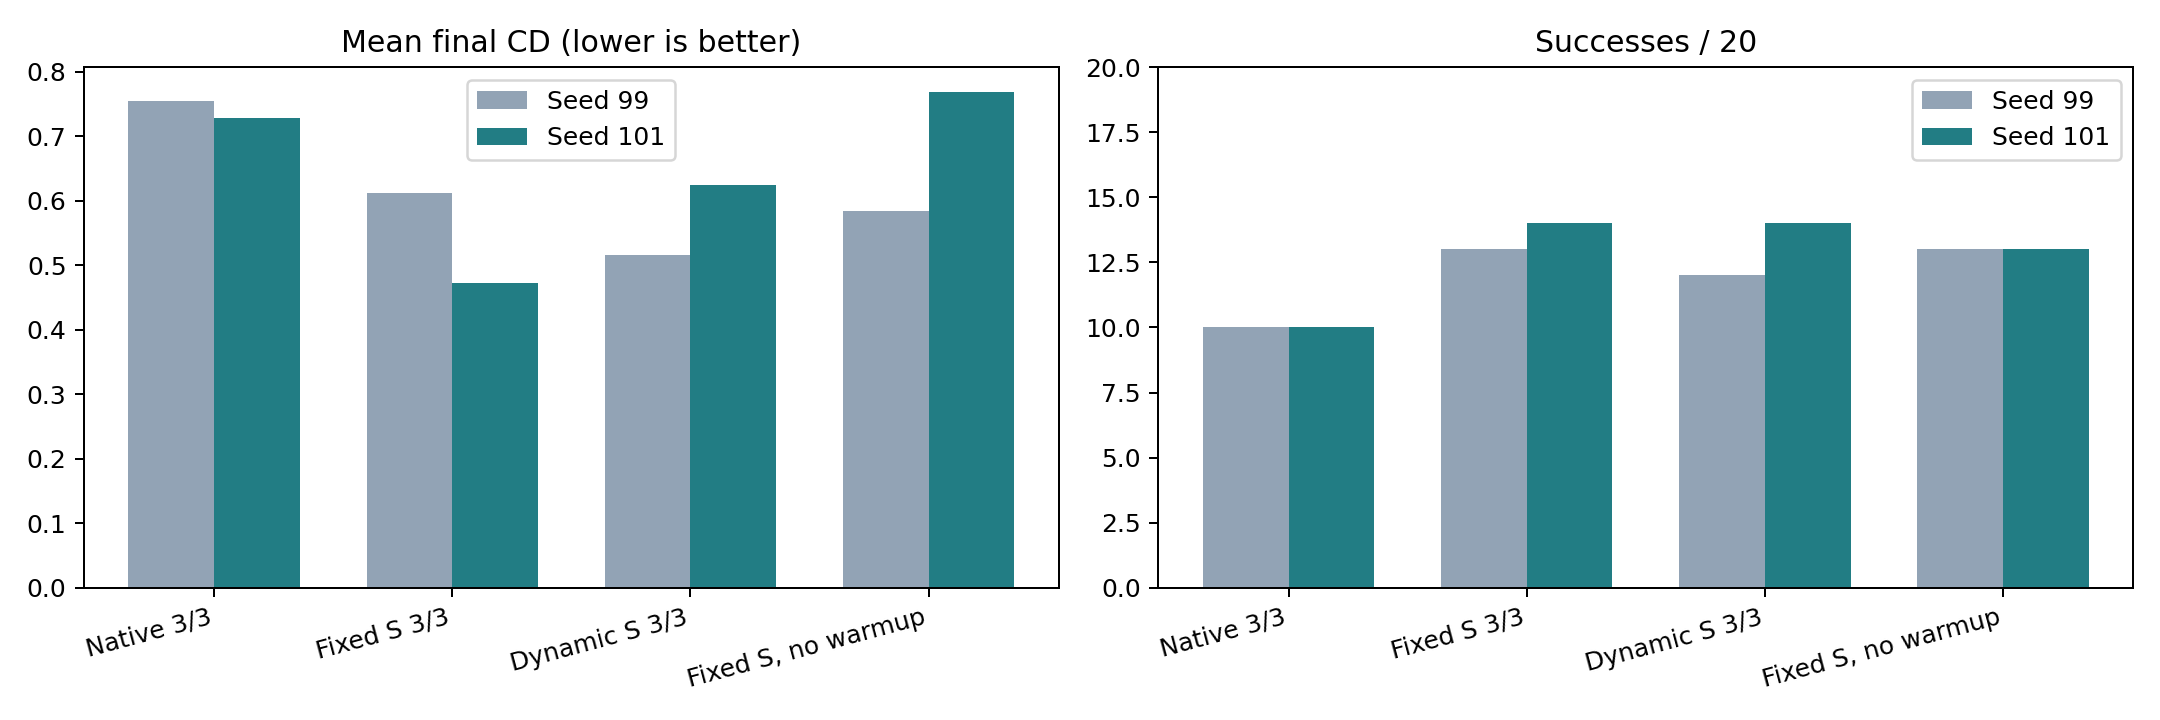 Mean final CD (lower is better)
0.8
0.7
0.6
0.5
0.4
0.3
0.2
0.1
0.0
Seed 99
Seed 101
Native 3/3
Fixed S 3/3
Dynamic S 3/3
Fixed S, no warmup
Successes / 20
20.0
17.5
15.0
12.5
10.0
7.5
5.0
2.5
0.0
Seed 99
Seed 101
Native 3/3
Fixed S 3/3
Dynamic S 3/3
Fixed S, no warmup